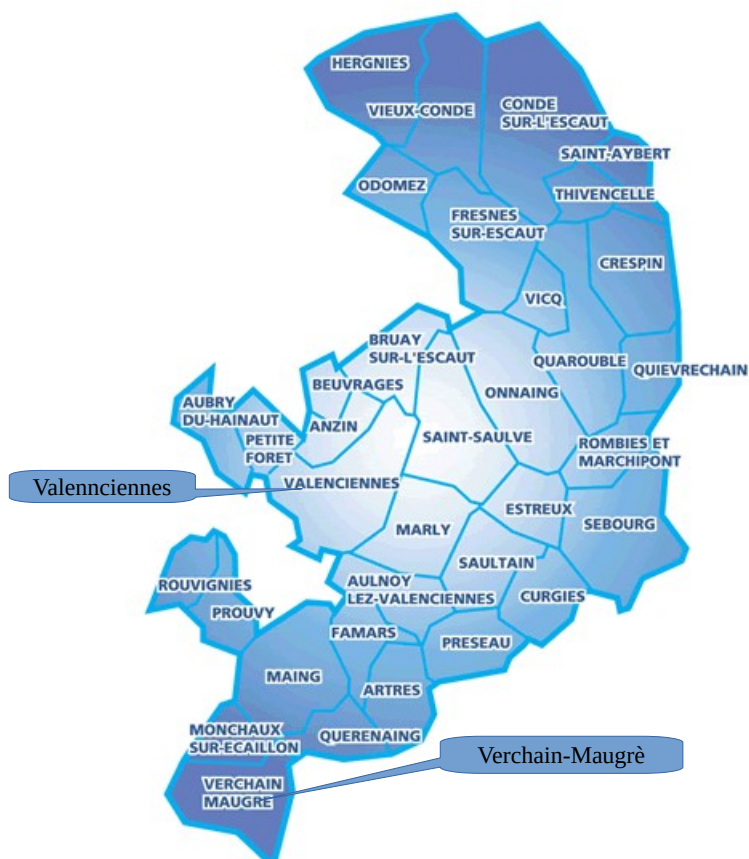 HERGNIES
VIEUX-CONDE
CONDE
SUR-L'ESCAUT
SAINT-AYBERT
ODOMEZ
THIVENCELLE
FRESNES
SUR-ESCAUT
CRESPIN
VICQ
BRUAY
SUR-L'ESCAUT
QUAROUBLE
QUIEVRECHAIN
BEUVRAGES
ONNAING
AUBRY
DU-HAINAUT
ANZIN
PETITE
FORET
SAINT-SAULVE
ROMBIES ET
MARCHIPONT
Valennciennes
VALENCIENNES
ESTREUX
MARLY
SEBOURG
SAULTAIN
ROUVIGNIES
AULNOY
LEZ-VALENCIENNES
CURGIES
PROUVY
FAMARS
PRESEAU
MAING
ARTRES
MONCHAUX
SUR-ECAILLON
QUERENAING
Verchain-Maugrè
VERCHAIN
MAUGRE